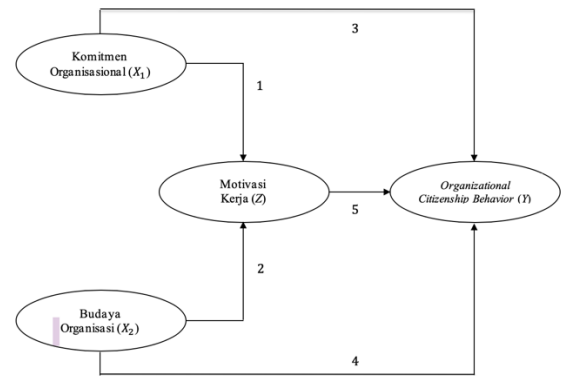 3
Komitmen
Organisasional (X₁)
1
Motivasi
Kerja (Z)
5
Organizational
Citizenship Behavior (Y)
2
Budaya
Organisasi (X₂)
4